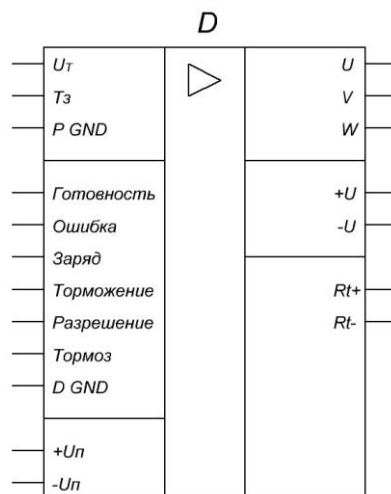 D
Uт
Tз
P GND
Готовность
Ошибка
Заряд
Торможение
Разрешение
Тормоз
D GND
+Uп
-Uп
U
V
W
+U
-U
Rt+
Rt-